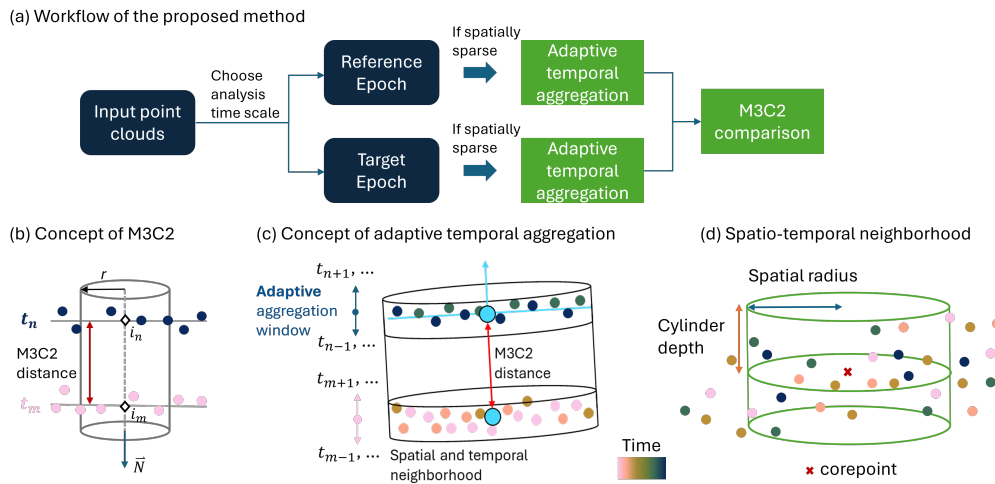 (a) Workflow of the proposed method
Input point
clouds
Choose
analysis
time scale
Reference
Epoch
If spatially
sparse
Adaptive
temporal
aggregation
Target
Epoch
If spatially
sparse
Adaptive
temporal
aggregation
M3C2
comparison
(b) Concept of M3C2
r
t_n
i_n
M3C2
distance
t_m
i_m
N⃗
(c) Concept of adaptive temporal aggregation
t_{n+1}, ...
Adaptive
aggregation
window
t_{n−1}, ...
M3C2
distance
t_{m+1}, ...
t_{m−1}, ...
Spatial and temporal
neighborhood
Time
(d) Spatio-temporal neighborhood
Spatial radius
Cylinder
depth
corepoint